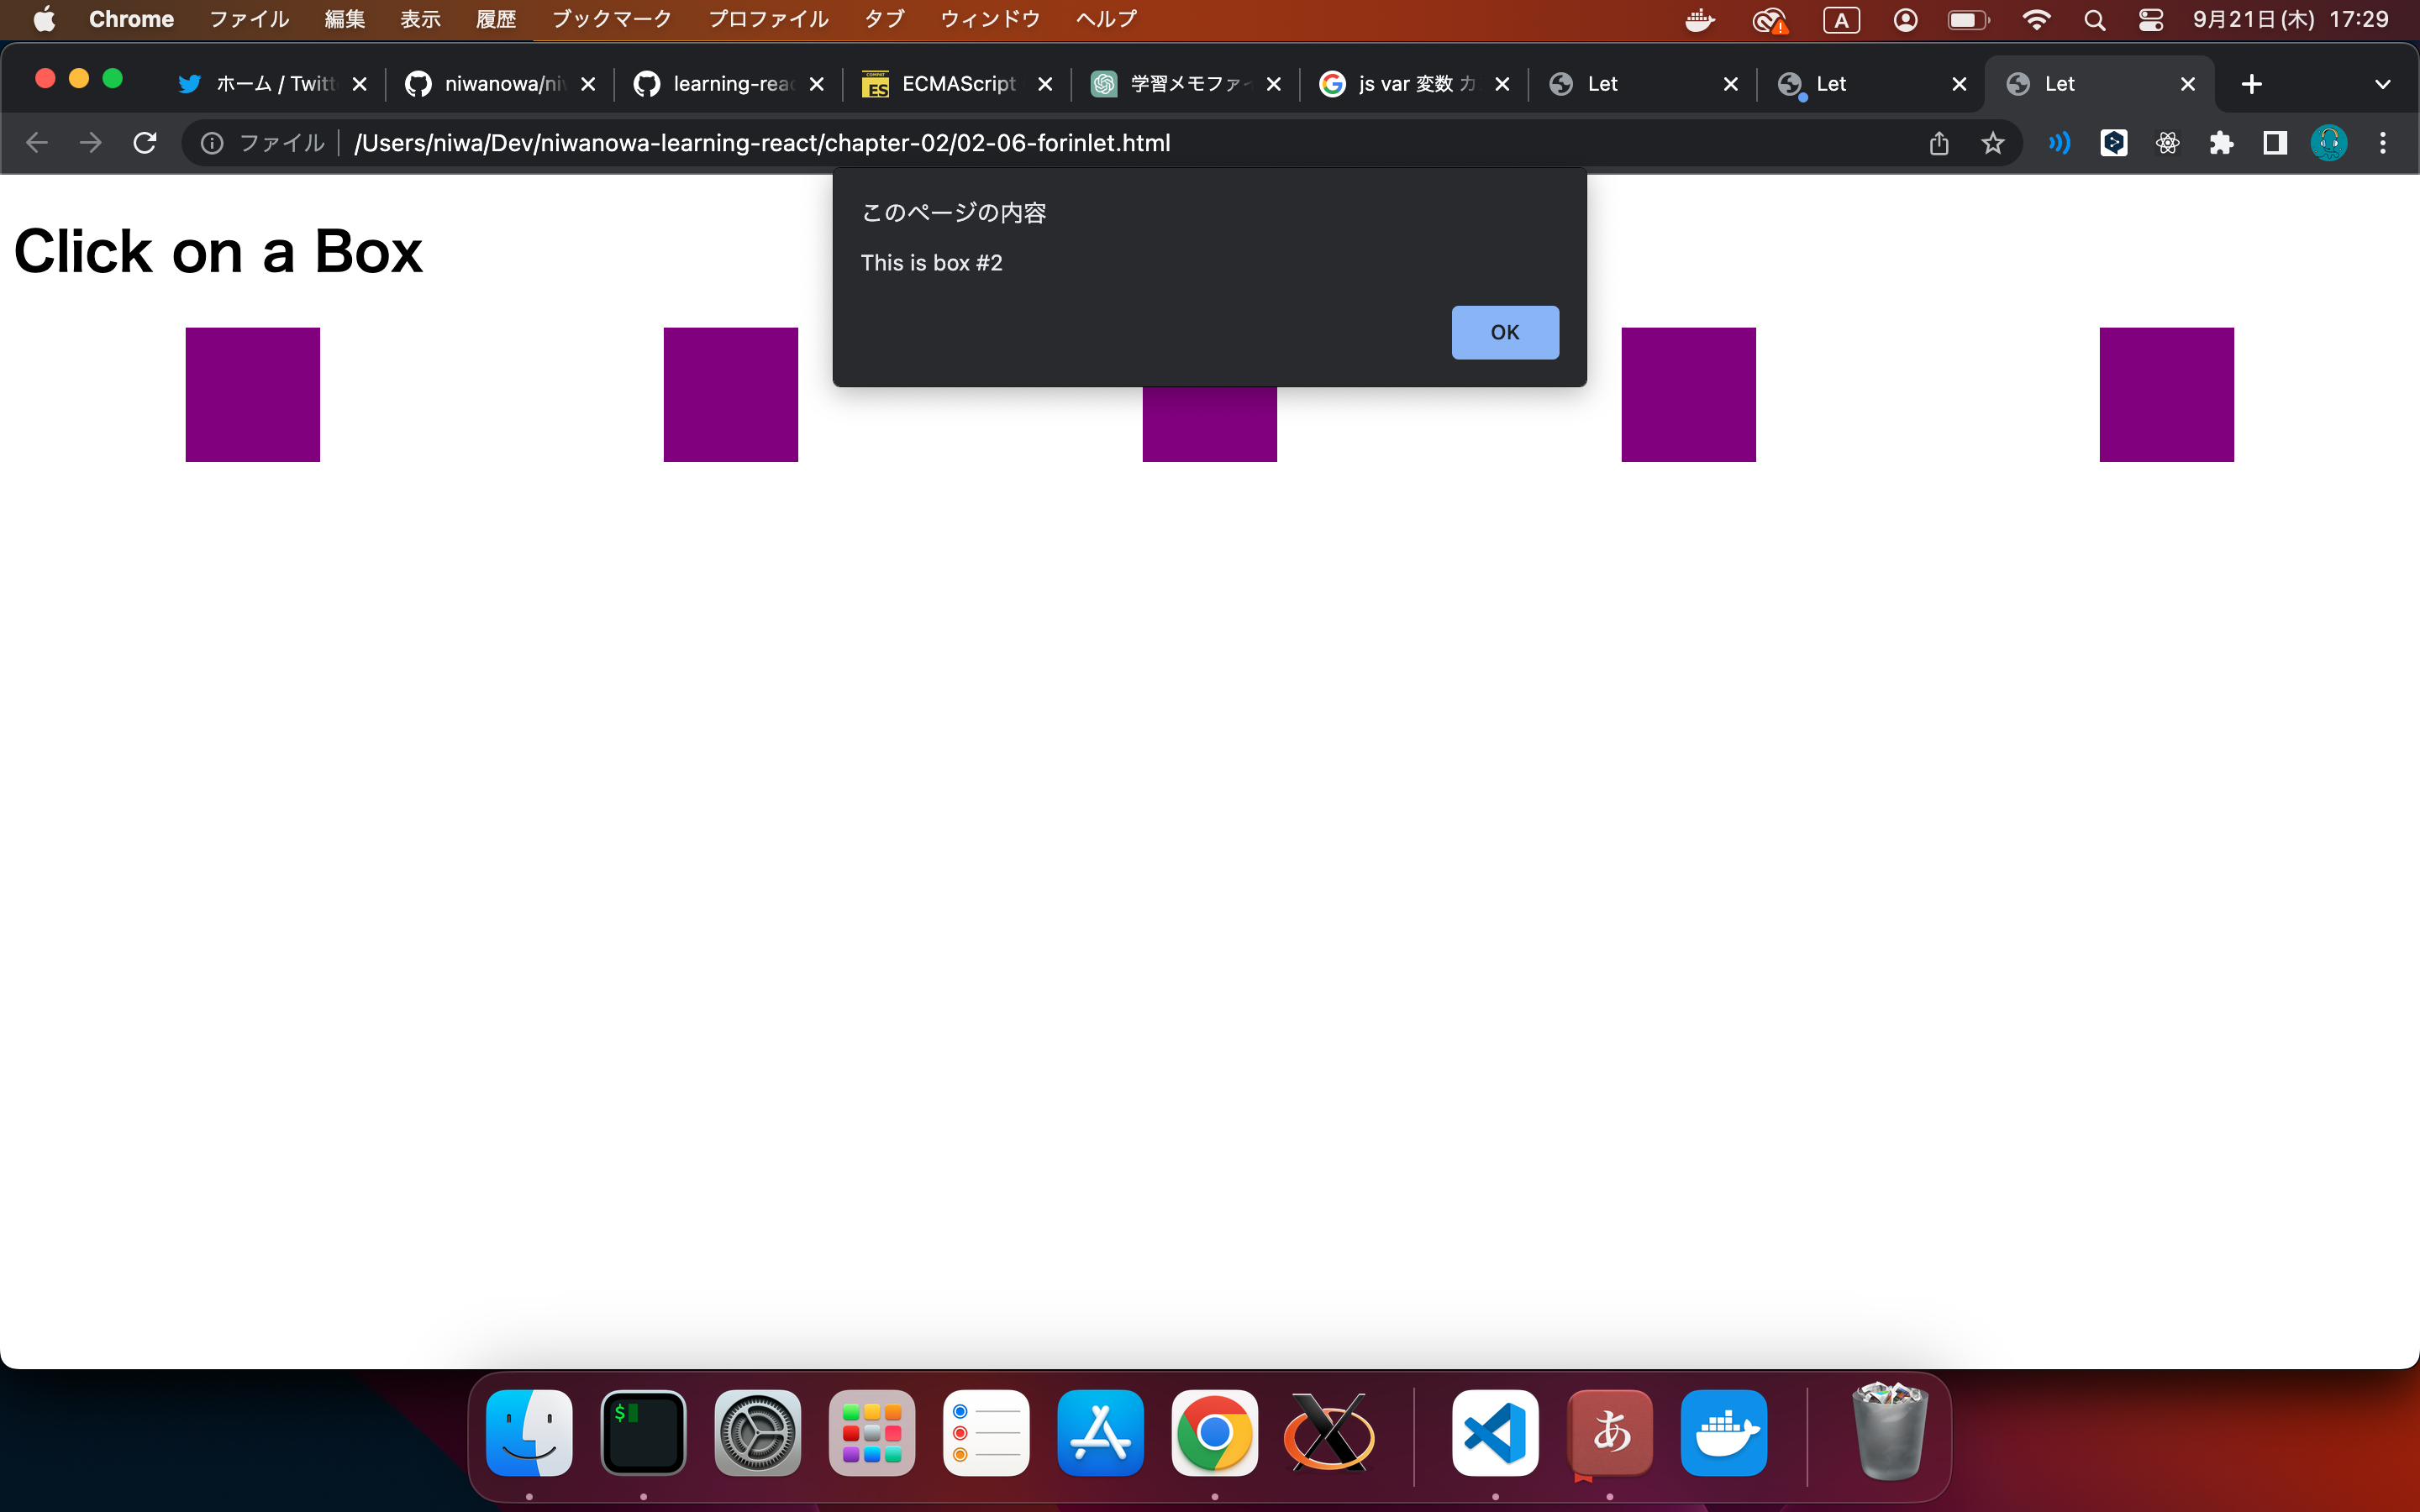 Chrome ファイル 編集 表示 履歴 ブックマーク プロファイル タブ ウィンドウ ヘルプ A 9月21日(木) 17:29
ホーム / Twitt niwanowa/ni learning-rea COMPAT ES ECMAScript 学習メモファイ js var 変数 カ Let Let Let
ファイル /Users/niwa/Dev/niwanowa-learning-react/chapter-02/02-06-forinlet.html
このページの内容
This is box #2
OK
Click on a Box
$
あ